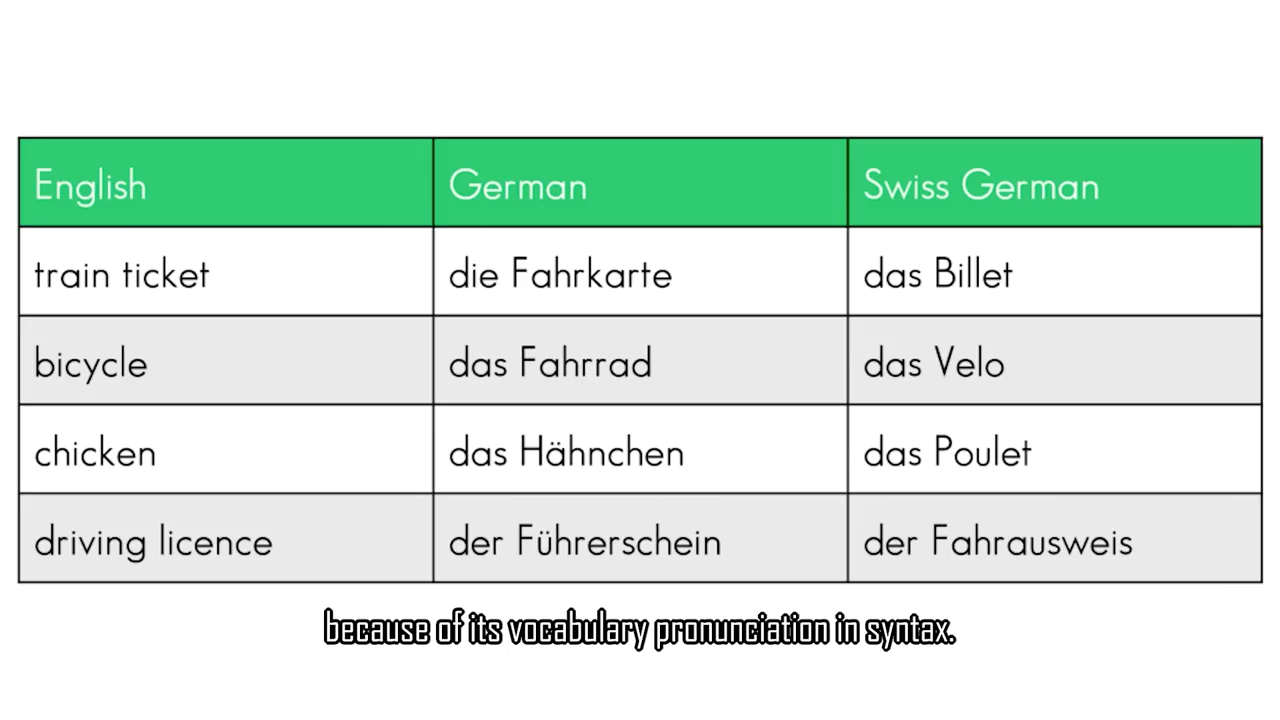 English German Swiss German
train ticket die Fahrkarte das Billet
bicycle das Fahrrad das Velo
chicken das Hähnchen das Poulet
driving licence der Führerschein der Fahrausweis
because of its vocabulary pronunciation in syntax.